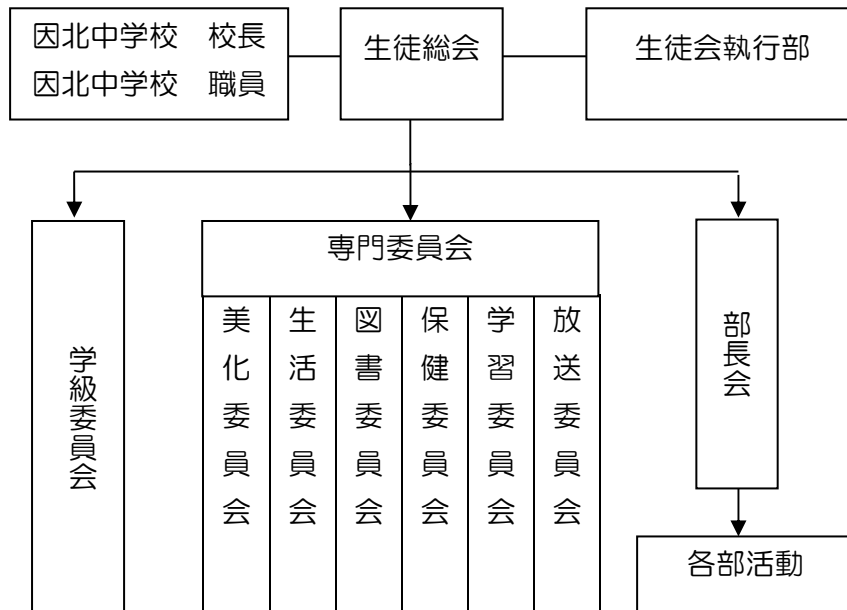 因北中学校　校長
因北中学校　職員
生徒総会
生徒会執行部
学級委員会
専門委員会
美化委員会
生活委員会
図書委員会
保健委員会
学習委員会
放送委員会
部長会
各部活動